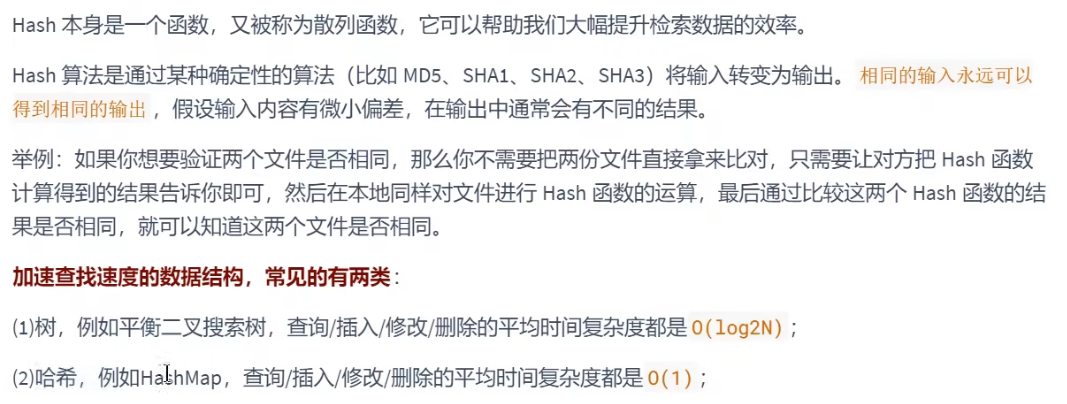 Hash 本身是一个函数，又被称为散列函数，它可以帮助我们大幅提升检索数据的效率。
Hash 算法是通过某种确定性的算法（比如 MD5、SHA1、SHA2、SHA3）将输入转变为输出。相同的输入永远可以
得到相同的输出，假设输入内容有微小偏差，在输出中通常会有不同的结果。
举例：如果你想要验证两个文件是否相同，那么你不需要把两份文件直接拿来比对，只需要让对方把 Hash 函数
计算得到的结果告诉你即可，然后在本地同样对文件进行 Hash 函数的运算，最后通过比较这两个 Hash 函数的结
果是否相同，就可以知道这两个文件是否相同。
加速查找速度的数据结构，常见的有两类：
(1)树，例如平衡二叉搜索树，查询/插入/修改/删除的平均时间复杂度都是 O(log2N)；
(2)哈希，例如HashMap，查询/插入/修改/删除的平均时间复杂度都是 O(1)；